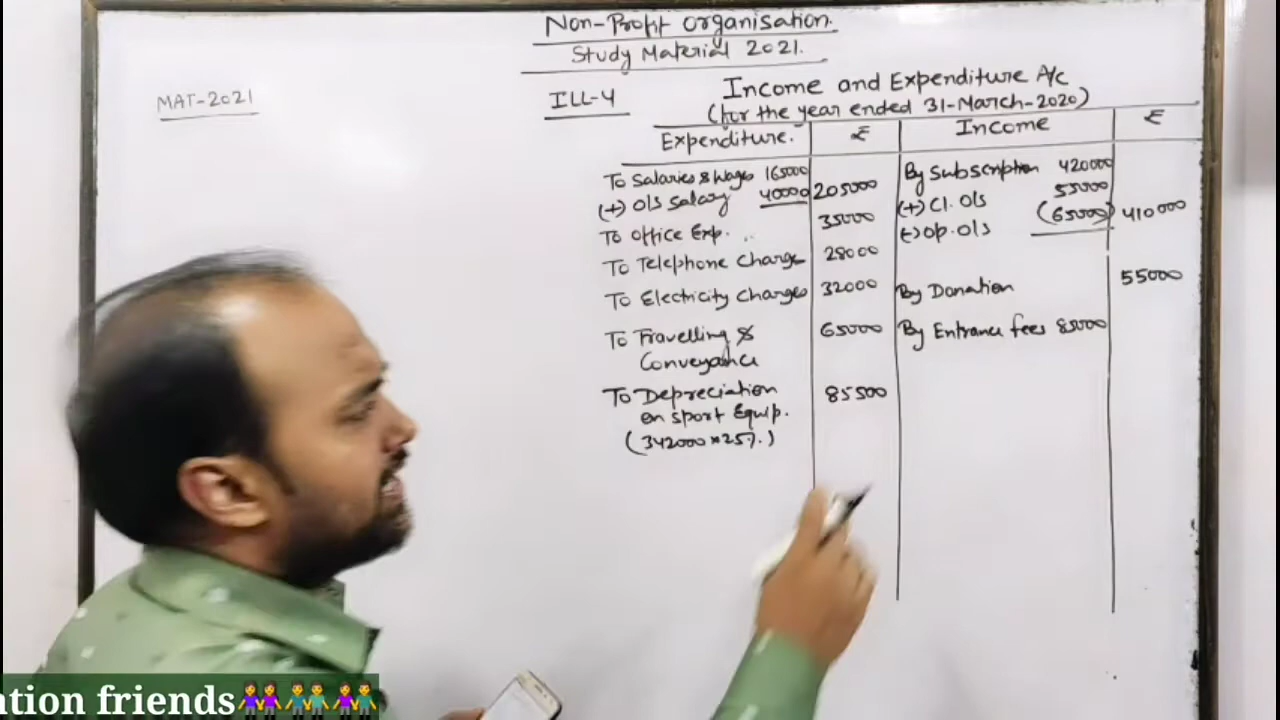 Non-Profit Organisation.
Study Material 2021.
MAT-2021
ILL-4
Income and Expenditure A/c
(for the year ended 31-March-2020)
Expenditure. ₹ Income ₹
To Salaries & Wages 165000
(+) O/s Salary 40000 205000
To Office Exp. .. 35000
To Telephone Charge 28000
To Electricity Charges 32000
To Travelling & 65000
Conveyance
To Depreciation 85500
on sport Equip.
(342000×25%.)
By Subscription 420000
(+) Cl. O/s 55000
(-) Op. O/s (65000) 410000
By Donation 55000
By Entrance fees 85000
ation friends